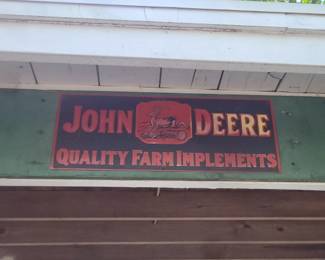 JOHN DEERE
QUALITY FARM IMPLEMENTS